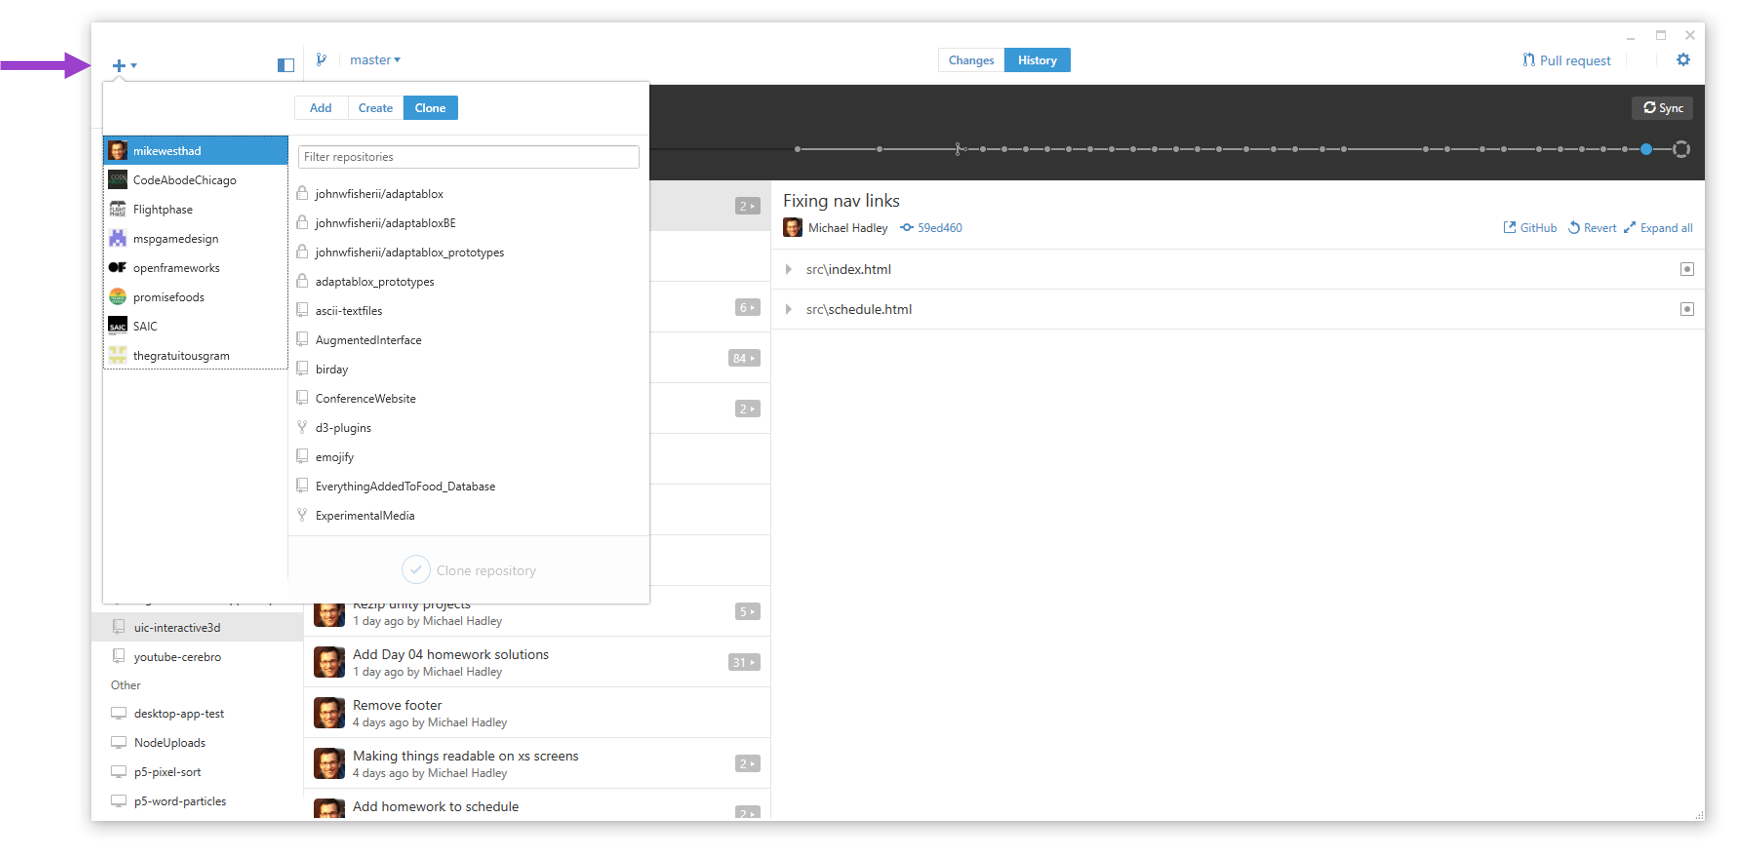 master
Changes
History
Pull request
Add
Create
Clone
Sync
mikewesthad
CodeAbodeChicago
Flightphase
mspgamedesign
openframeworks
promisefoods
SAIC
thegratuitousgram
Filter repositories
johnwfisherii/adaptablox
johnwfisherii/adaptabloxBE
johnwfisherii/adaptablox_prototypes
adaptablox_prototypes
ascii-textfiles
AugmentedInterface
birday
ConferenceWebsite
d3-plugins
emojify
EverythingAddedToFood_Database
ExperimentalMedia
Clone repository
uic-interactive3d
youtube-cerebro
Other
desktop-app-test
NodeUploads
p5-pixel-sort
p5-word-particles
2
6
84
2
Rezip unity projects
1 day ago by Michael Hadley
5
Add Day 04 homework solutions
1 day ago by Michael Hadley
31
Remove footer
4 days ago by Michael Hadley
Making things readable on xs screens
4 days ago by Michael Hadley
2
Add homework to schedule
2
Fixing nav links
Michael Hadley
59ed460
GitHub
Revert
Expand all
src\index.html
src\schedule.html